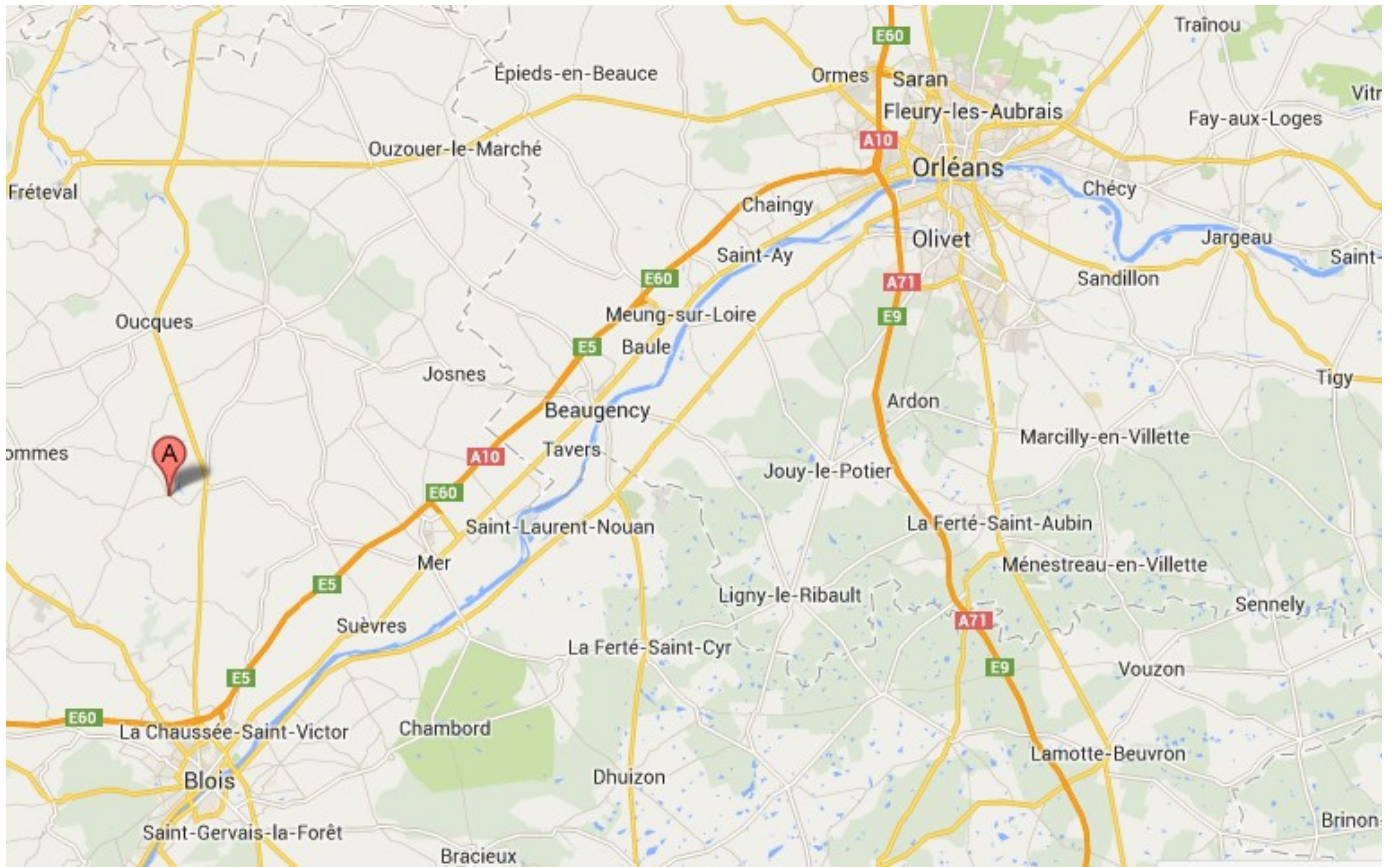 Traînou
E60
Épieds-en-Beauce
Ormes
Saran
Vitr
Fleury-les-Aubrais
Fay-aux-Loges
A10
Ouzouer-le-Marché
Orléans
Fréteval
Chécy
Chaingy
Olivet
Jargeau
Saint-Ay
Saint-
Sandillon
E60
A71
Meung-sur-Loire
E9
Oucques
E5
Baule
Josnes
Tigy
Beaugency
Ardon
Marcilly-en-Villette
ommes
A
A10
Tavers
Jouy-le-Potier
E60
Saint-Laurent-Nouan
La Ferté-Saint-Aubin
Mer
Ménestreau-en-Villette
E5
Ligny-le-Ribault
Sennely
Suèvres
A71
La Ferté-Saint-Cyr
E5
E9
Vouzon
E60
La Chaussée-Saint-Victor
Chambord
Lamotte-Beuvron
Blois
Dhuizon
Saint-Gervais-la-Forêt
Brinon-
Bracieux